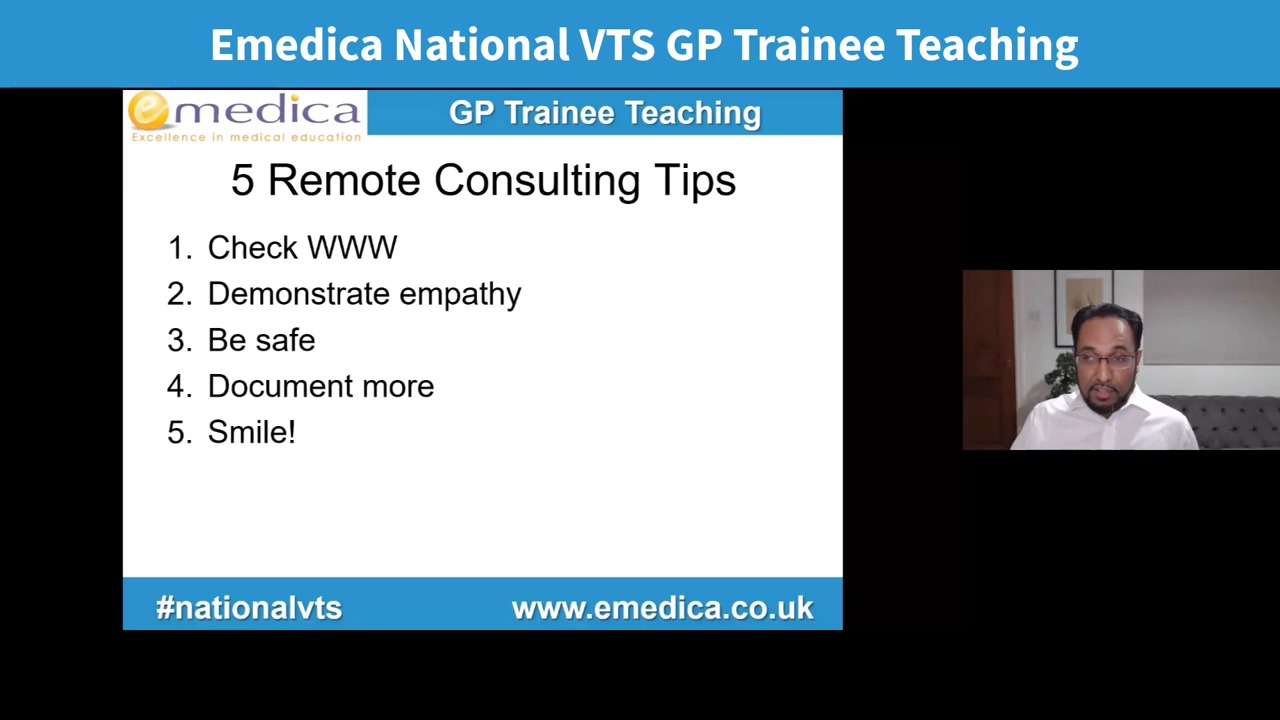 Emedica National VTS GP Trainee Teaching
emedica
Excellence in medical education
GP Trainee Teaching
5 Remote Consulting Tips
1. Check WWW
2. Demonstrate empathy
3. Be safe
4. Document more
5. Smile!
#nationalvts
www.emedica.co.uk